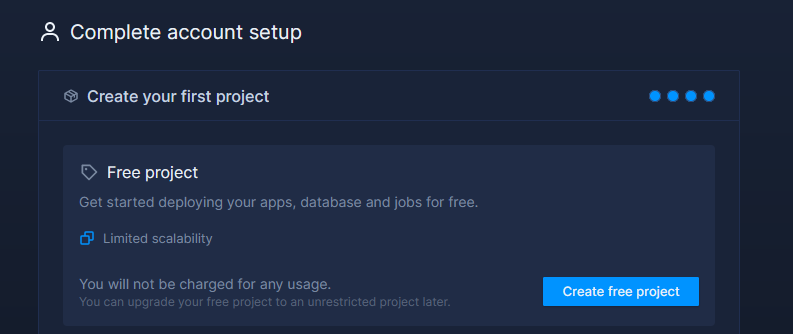 Complete account setup
Create your first project
Free project
Get started deploying your apps, database and jobs for free.
Limited scalability
You will not be charged for any usage.
You can upgrade your free project to an unrestricted project later.
Create free project